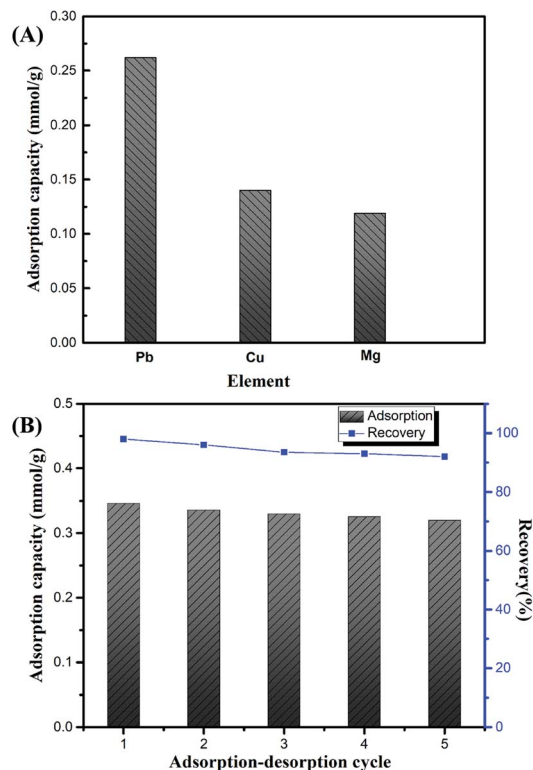 (A)
Adsorption capacity (mmol/g)
0.30
0.25
0.20
0.15
0.10
0.05
0.00
Pb Cu Mg
Element
(B)
Adsorption capacity (mmol/g)
0.5
0.4
0.3
0.2
0.1
0.0
Adsorption
Recovery
100
80
60
40
20
0
Recovery(%)
1 2 3 4 5
Adsorption-desorption cycle